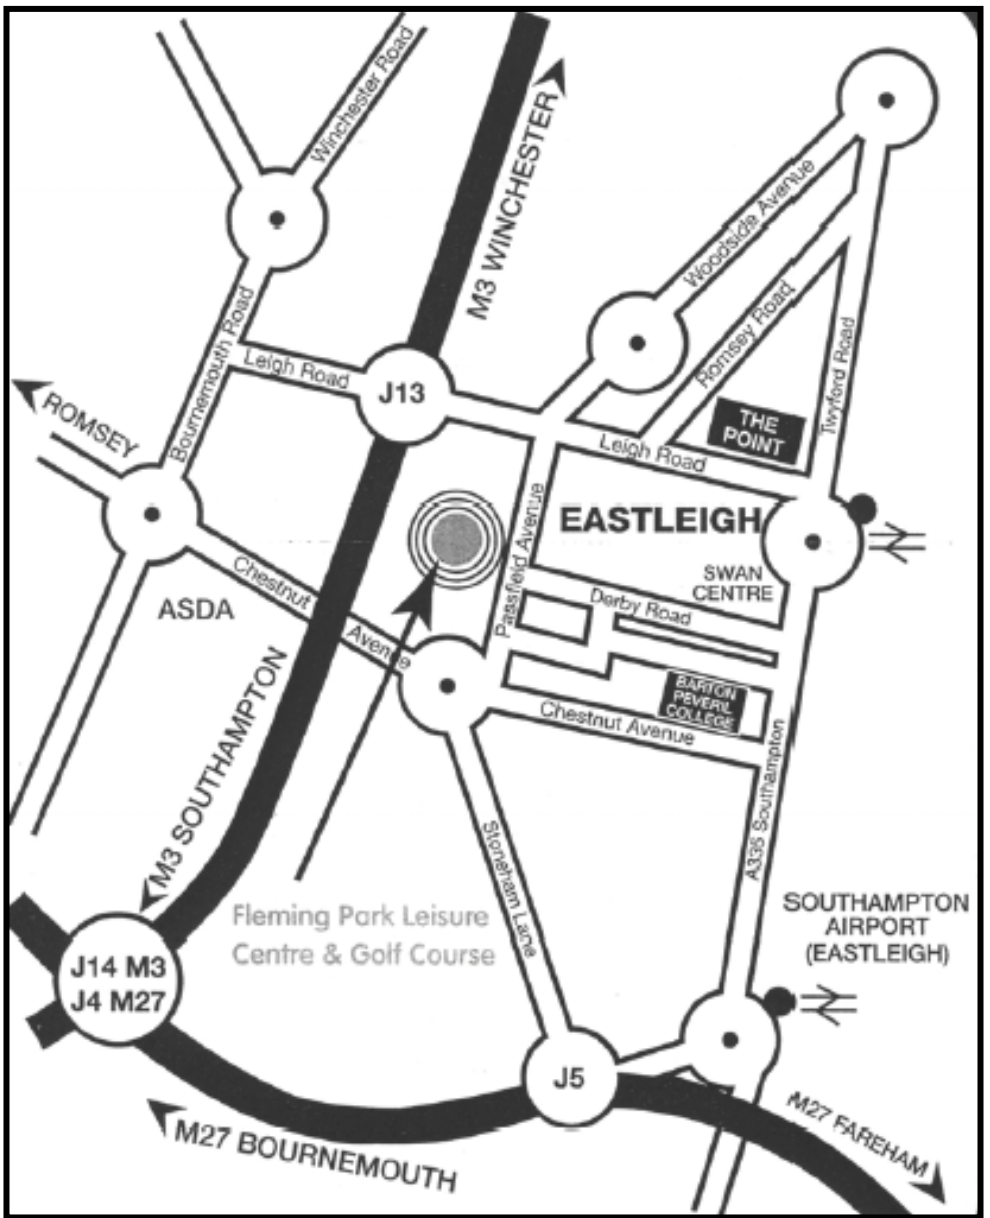 Winchester Road
M3 WINCHESTER
Woodside Avenue
Romsey Road
Twyford Road
Bournemouth Road
Leigh Road
J13
ROMSEY
THE
POINT
Leigh Road
Passfield Avenue
EASTLEIGH
SWAN
CENTRE
Derby Road
ASDA
Chestnut
Avenue
BARTON
PEVERIL
COLLEGE
Chestnut Avenue
A335 Southampton
M3 SOUTHAMPTON
Stoneham Lane
Fleming Park Leisure
Centre & Golf Course
SOUTHAMPTON
AIRPORT
(EASTLEIGH)
J14 M3
J4 M27
J5
M27 BOURNEMOUTH
M27 FAREHAM